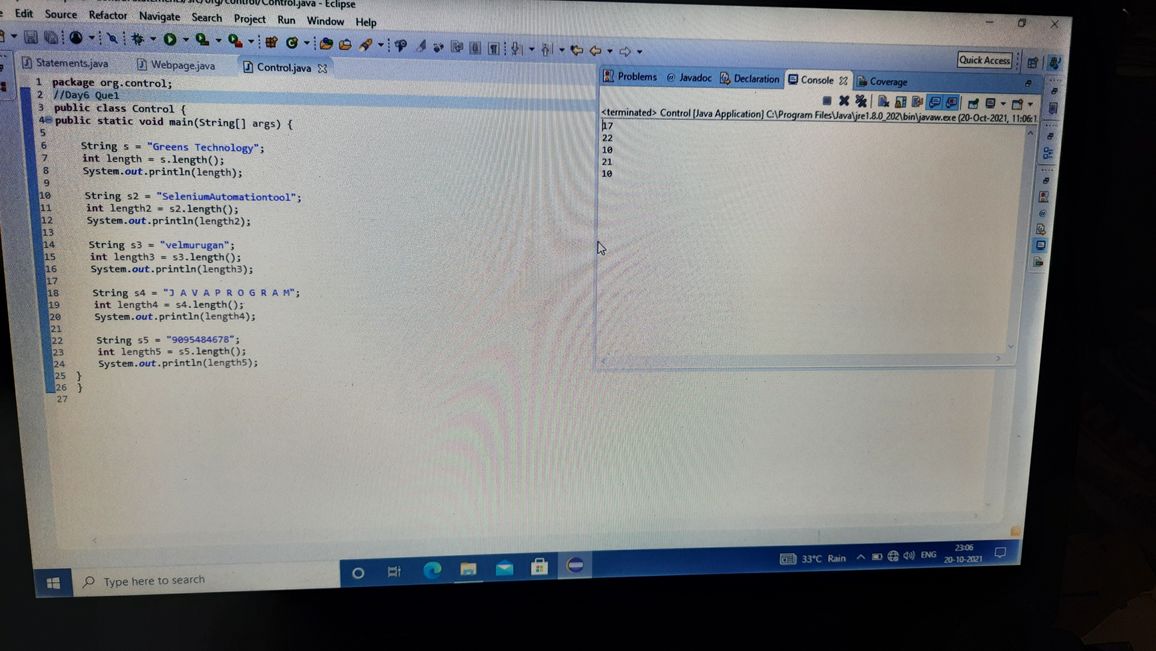 Control.java - Eclipse
Edit Source Refactor Navigate Search Project Run Window Help
Quick Access
Statements.java Webpage.java Control.java
1 package org.control;
2 //Day6 Que1
3 public class Control {
4 public static void main(String[] args) {
5
6 String s = "Greens Technology";
7 int length = s.length();
8 System.out.println(length);
9
10 String s2 = "SeleniumAutomationtool";
11 int length2 = s2.length();
12 System.out.println(length2);
13
14 String s3 = "velmurugan";
15 int length3 = s3.length();
16 System.out.println(length3);
17
18 String s4 = "J A V A P R O G R A M";
19 int length4 = s4.length();
20 System.out.println(length4);
21
22 String s5 = "9095484678";
23 int length5 = s5.length();
24 System.out.println(length5);
25 }
26 }
27
Problems @ Javadoc Declaration Console Coverage
<terminated> Control [Java Application] C:\Program Files\Java\jre1.8.0_202\bin\javaw.exe (20-Oct-2021, 11:06:1
17
22
10
21
10
Type here to search
33°C Rain
ENG
23:06
20-10-2021